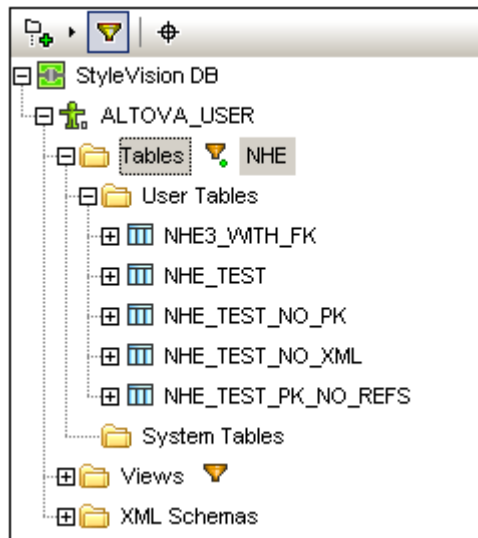 StyleVision DB
ALTOVA_USER
Tables NHE
User Tables
NHE3_WITH_FK
NHE_TEST
NHE_TEST_NO_PK
NHE_TEST_NO_XML
NHE_TEST_PK_NO_REFS
System Tables
Views
XML Schemas